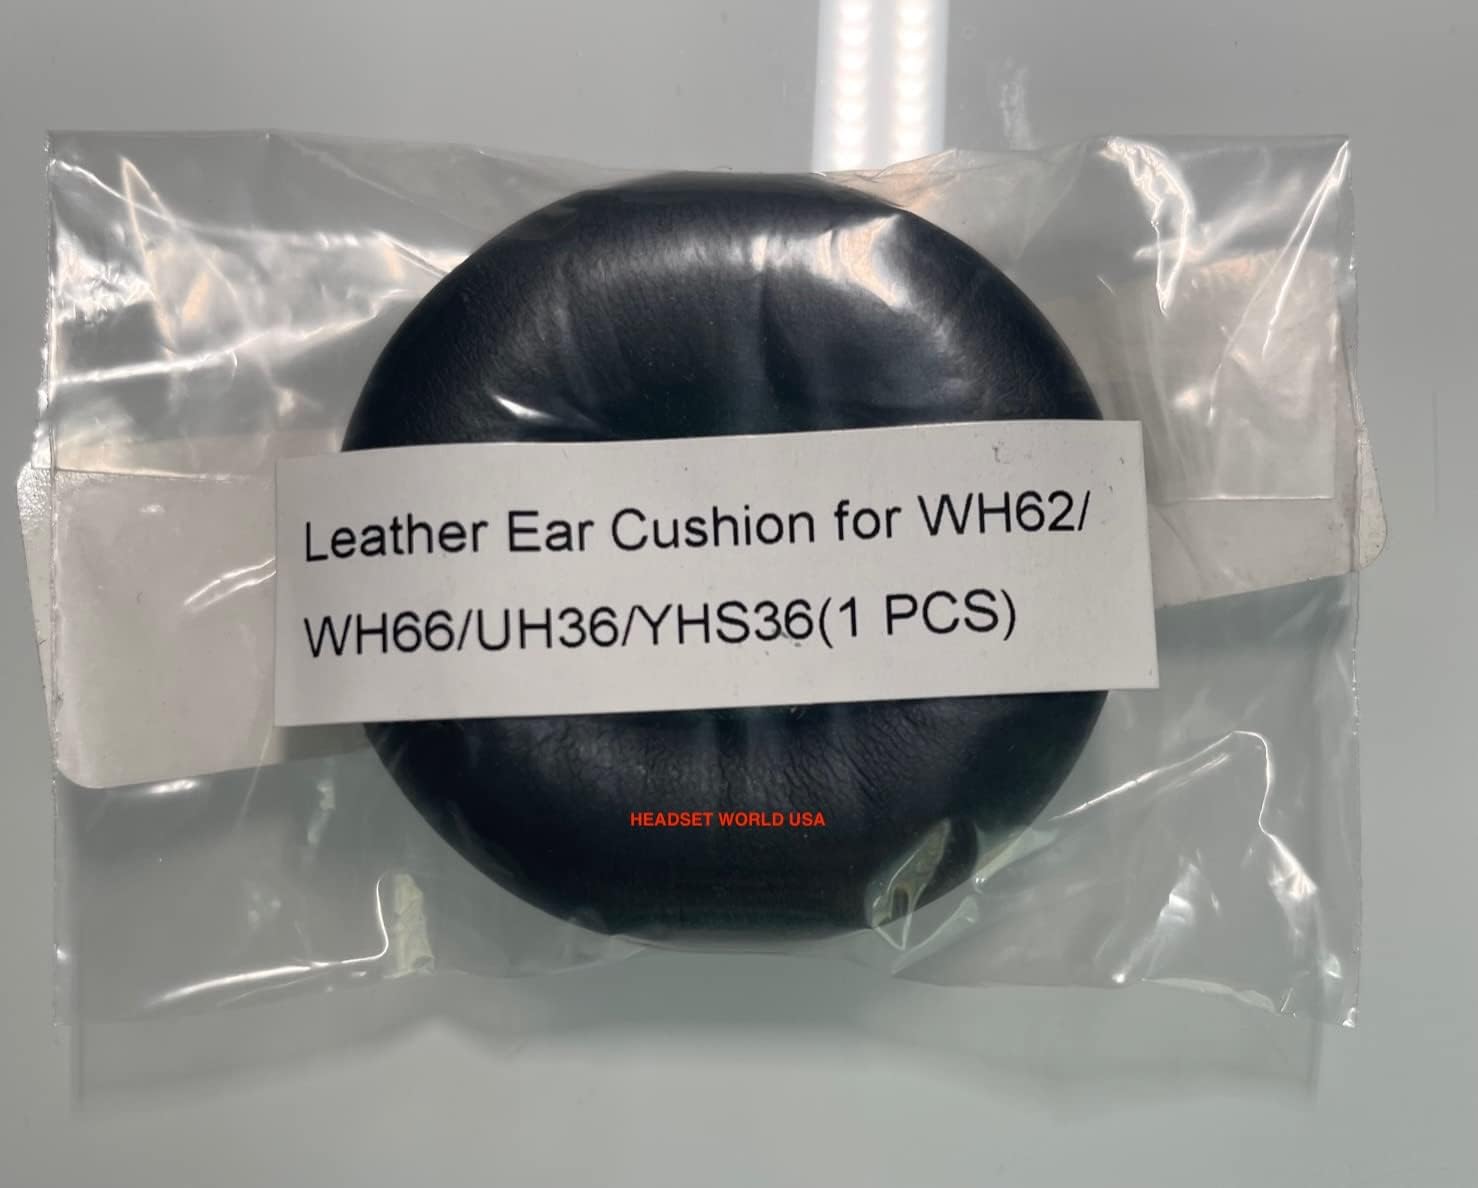 Leather Ear Cushion for WH62/
WH66/UH36/YHS36(1 PCS)
HEADSET WORLD USA